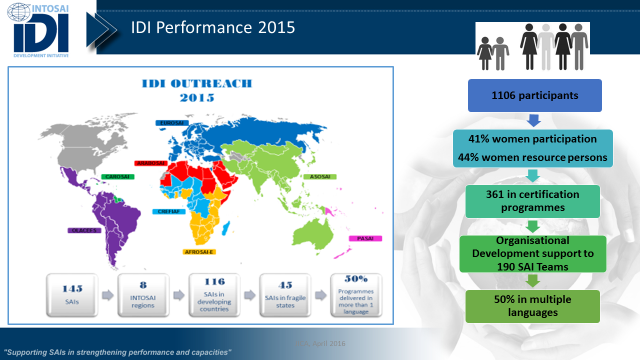 INTOSAI
IDI
DEVELOPMENT INITIATIVE
IDI Performance 2015
IDI OUTREACH
2015
EUROSAI
ARABOSAI
CAROSAI
ASOSAI
OLACEFS
CREFIAF
PASAI
AFROSAI-E
145
SAIs
8
INTOSAI
regions
116
SAIs in
developing
countries
45
SAIs in fragile
states
50%
Programmes
delivered in
more than 1
language
1106 participants
41% women participation
44% women resource persons
361 in certification
programmes
Organisational
Development support to
190 SAI Teams
50% in multiple
languages
April 2016
"Supporting SAIs in strengthening performance and capacities"